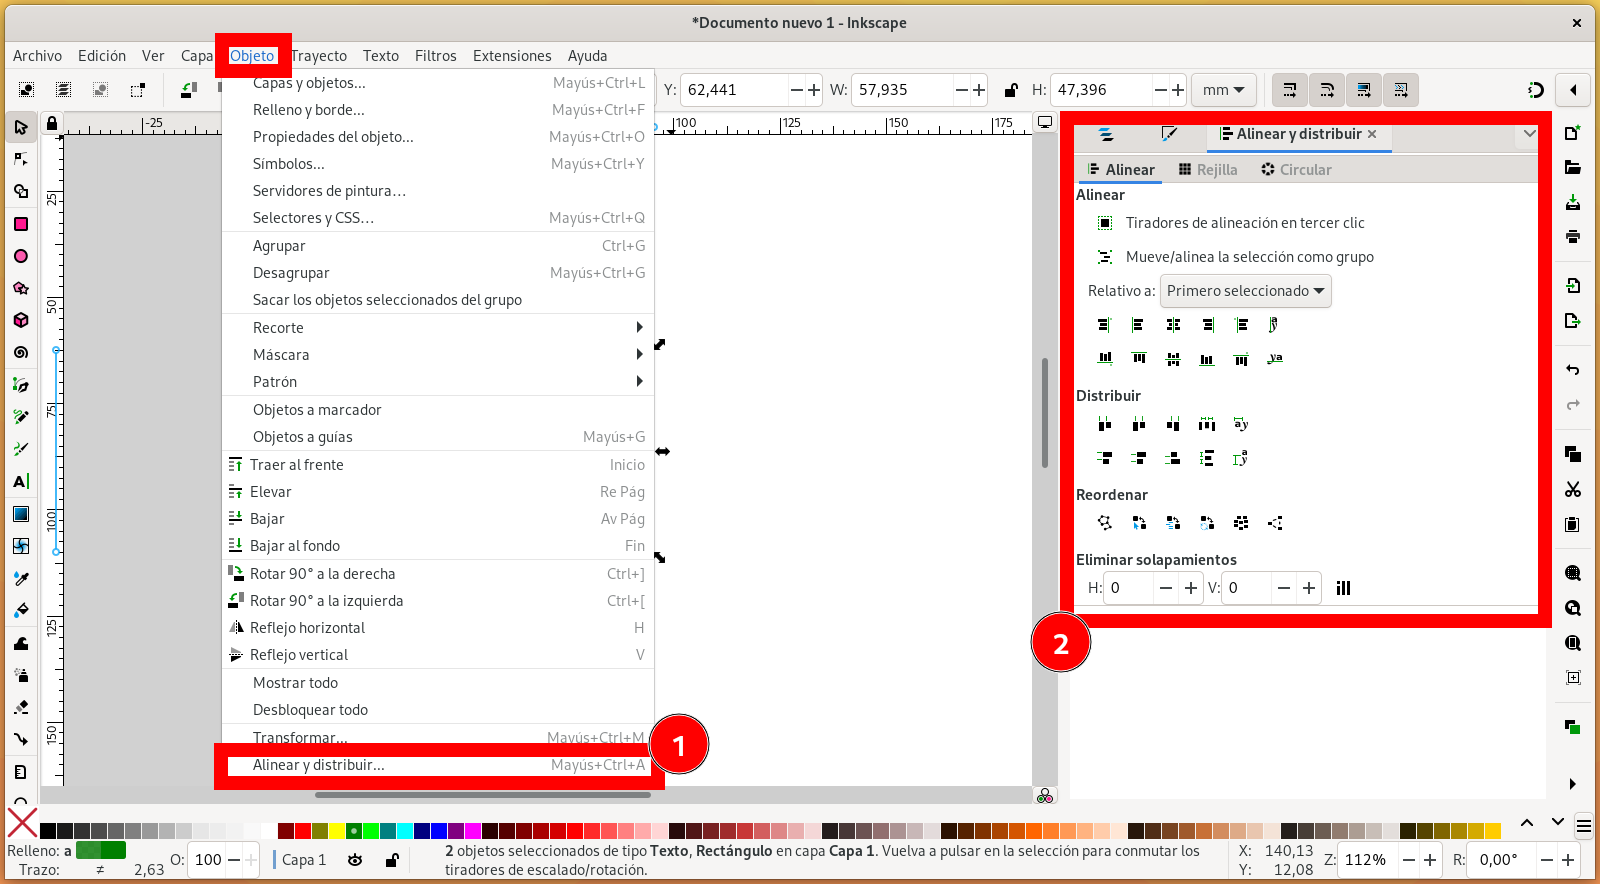 *Documento nuevo 1 - Inkscape
Archivo Edición Ver Capa Objeto Trayecto Texto Filtros Extensiones Ayuda
Y: 62,441 W: 57,935 H: 47,396 mm
-25 100 125 150 175
25
50
75
100
125
150
Capas y objetos... Mayús+Ctrl+L
Relleno y borde... Mayús+Ctrl+F
Propiedades del objeto... Mayús+Ctrl+O
Símbolos... Mayús+Ctrl+Y
Servidores de pintura...
Selectores y CSS... Mayús+Ctrl+Q
Agrupar Ctrl+G
Desagrupar Mayús+Ctrl+G
Sacar los objetos seleccionados del grupo
Recorte
Máscara
Patrón
Objetos a marcador
Objetos a guías Mayús+G
Traer al frente Inicio
Elevar Re Pág
Bajar Av Pág
Bajar al fondo Fin
Rotar 90° a la derecha Ctrl+]
Rotar 90° a la izquierda Ctrl+[
Reflejo horizontal H
Reflejo vertical V
Mostrar todo
Desbloquear todo
Transformar... Mayús+Ctrl+M
Alinear y distribuir... Mayús+Ctrl+A
1
Alinear y distribuir
Alinear Rejilla Circular
Alinear
Tiradores de alineación en tercer clic
Mueve/alinea la selección como grupo
Relativo a: Primero seleccionado
Distribuir
Reordenar
Eliminar solapamientos
H: 0 V: 0
2
Relleno: a
Trazo: ≠ 2,63
O: 100
Capa 1
2 objetos seleccionados de tipo Texto, Rectángulo en capa Capa 1. Vuelva a pulsar en la selección para conmutar los
tiradores de escalado/rotación.
X: 140,13
Y: 12,08
Z: 112% R: 0,00°